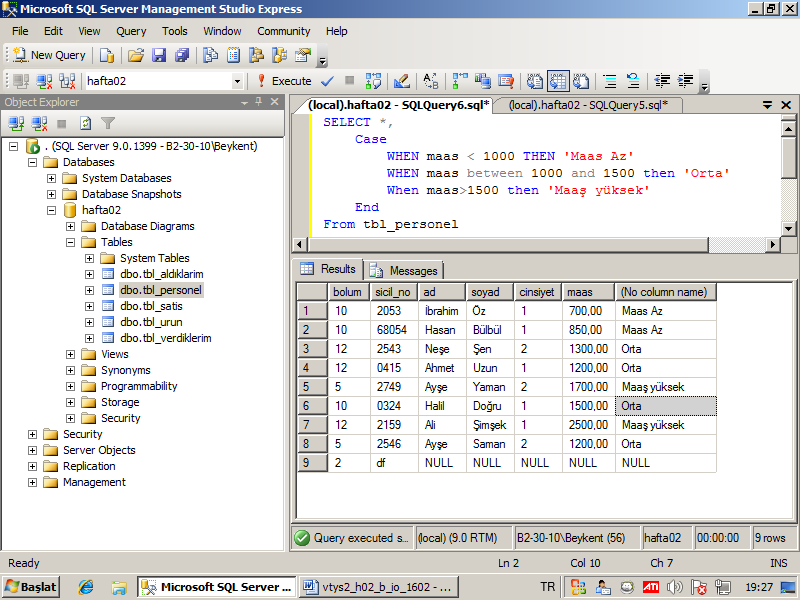 Microsoft SQL Server Management Studio Express
File Edit View Query Tools Window Community Help
New Query
hafta02 Execute
Object Explorer
. (SQL Server 9.0.1399 - B2-30-10\Beykent)
Databases
System Databases
Database Snapshots
hafta02
Database Diagrams
Tables
System Tables
dbo.tbl_aldıklarim
dbo.tbl_personel
dbo.tbl_satis
dbo.tbl_urun
dbo.tbl_verdiklerim
Views
Synonyms
Programmability
Storage
Security
Security
Server Objects
Replication
Management
(local).hafta02 - SQLQuery6.sql* (local).hafta02 - SQLQuery5.sql*
SELECT *,
Case
WHEN maas < 1000 THEN 'Maas Az'
WHEN maas between 1000 and 1500 then 'Orta'
When maas>1500 then 'Maaş yüksek'
End
From tbl_personel
Results Messages
bolum sicil_no ad soyad cinsiyet maas (No column name)
1 10 2053 İbrahim Öz 1 700,00 Maas Az
2 10 68054 Hasan Bülbül 1 850,00 Maas Az
3 12 2543 Neşe Şen 2 1300,00 Orta
4 12 0415 Ahmet Uzun 1 1200,00 Orta
5 5 2749 Ayşe Yaman 2 1700,00 Maaş yüksek
6 10 0324 Halil Doğru 1 1500,00 Orta
7 12 2159 Ali Şimşek 1 2500,00 Maaş yüksek
8 5 2546 Ayşe Saman 2 1200,00 Orta
9 2 df NULL NULL NULL NULL NULL
Query executed s... (local) (9.0 RTM) B2-30-10\Beykent (56) hafta02 00:00:00 9 rows
Ready Ln 2 Col 10 Ch 7 INS
Başlat Microsoft SQL Server ... vtys2_h02_b_io_1602 - ... TR ATI 19:27